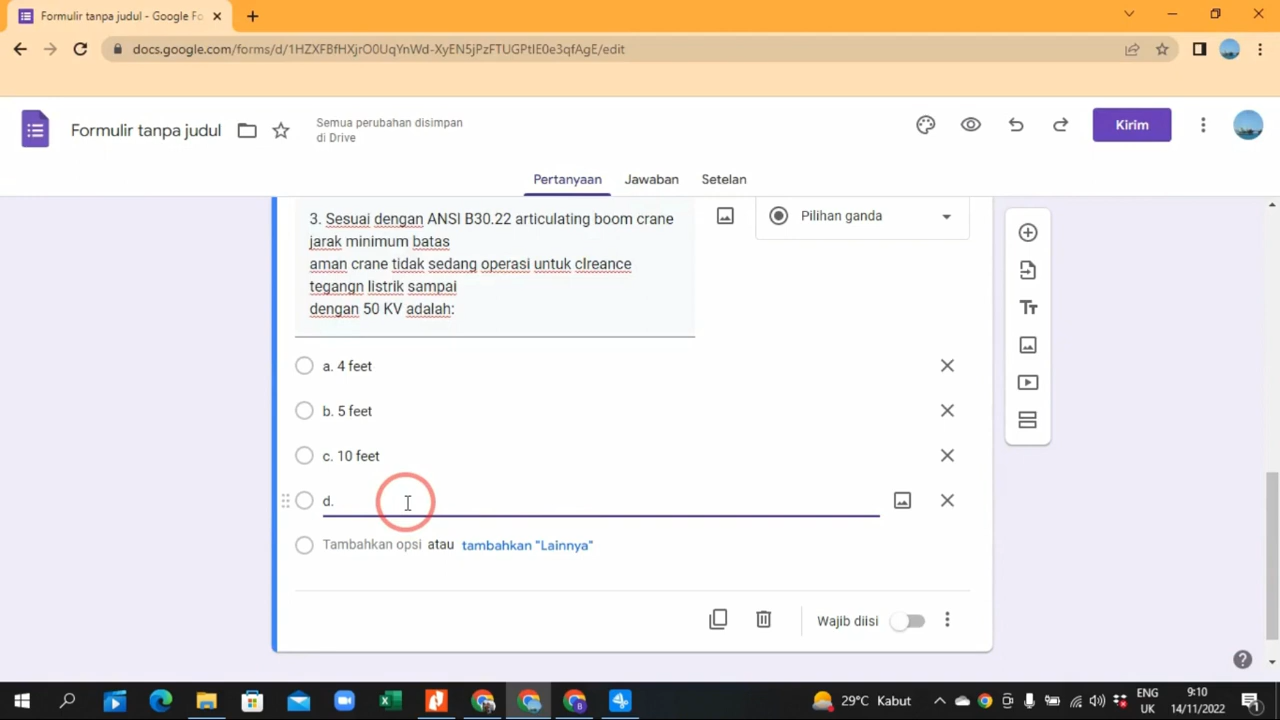 Formulir tanpa judul - Google Fo
docs.google.com/forms/d/1HZXFBfHXjrO0UqYnWd-XyEN5jPzFTUGPtIE0e3qfAgE/edit
Formulir tanpa judul
Semua perubahan disimpan
di Drive
Kirim
Pertanyaan
Jawaban
Setelan
3. Sesuai dengan ANSI B30.22 articulating boom crane
jarak minimum batas
aman crane tidak sedang operasi untuk clreance
tegangn listrik sampai
dengan 50 KV adalah:
Pilihan ganda
a. 4 feet
b. 5 feet
c. 10 feet
d.
Tambahkan opsi atau tambahkan "Lainnya"
Wajib diisi
29°C Kabut
ENG
UK
9:10
14/11/2022